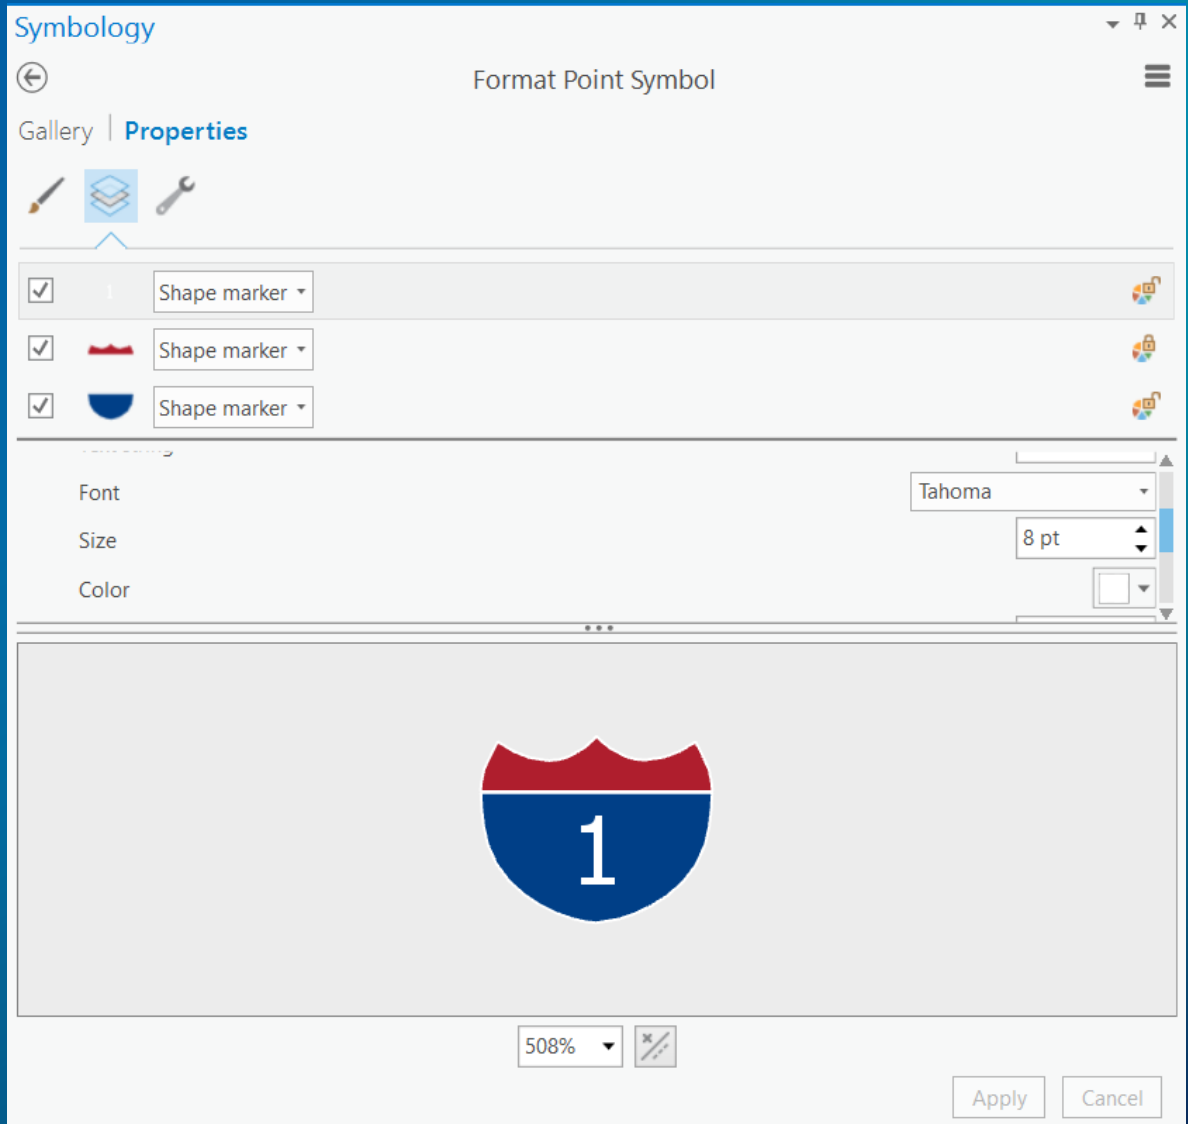 Symbology
Format Point Symbol
Gallery Properties
1 Shape marker
Shape marker
Shape marker
Font Tahoma
Size 8 pt
Color
1
508%
Apply Cancel